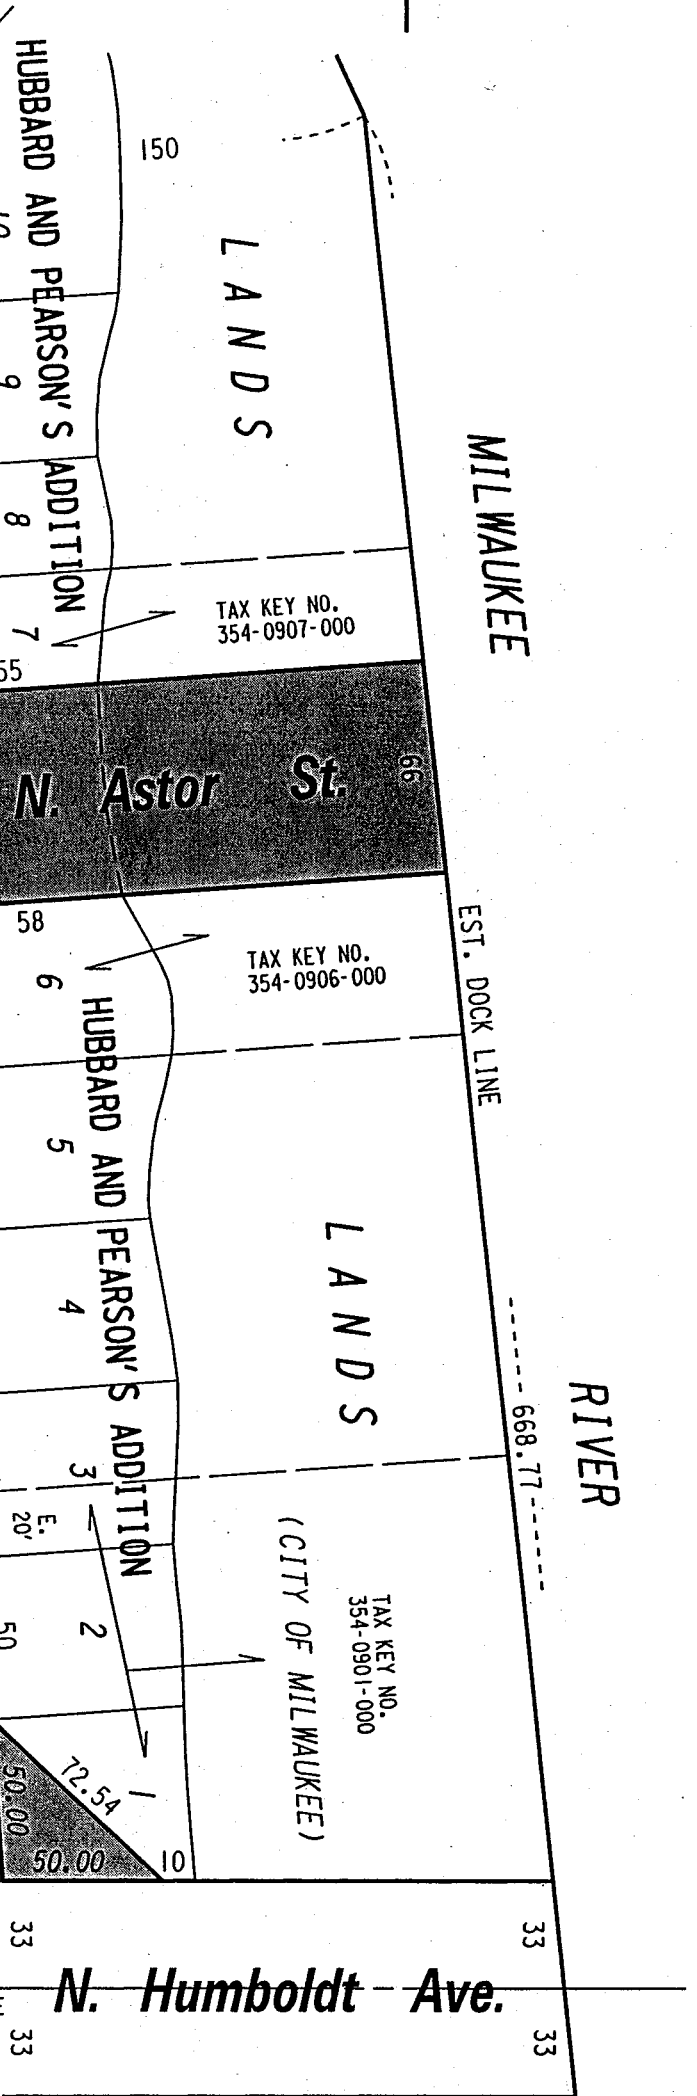 HUBBARD AND PEARSON'S ADDITION
150
LANDS
MILWAUKEE
9
8
7
TAX KEY NO.
354-0907-000
55
N. Astor St.
66
58
6
TAX KEY NO.
354-0906-000
EST. DOCK LINE
HUBBARD AND PEARSON'S ADDITION
5
LANDS
4
RIVER
668.77
3
E.
20'
TAX KEY NO.
354-0901-000
(CITY OF MILWAUKEE)
2
50
1
72.54
50.00
50.00
10
33
33
N. Humboldt Ave.
33
33